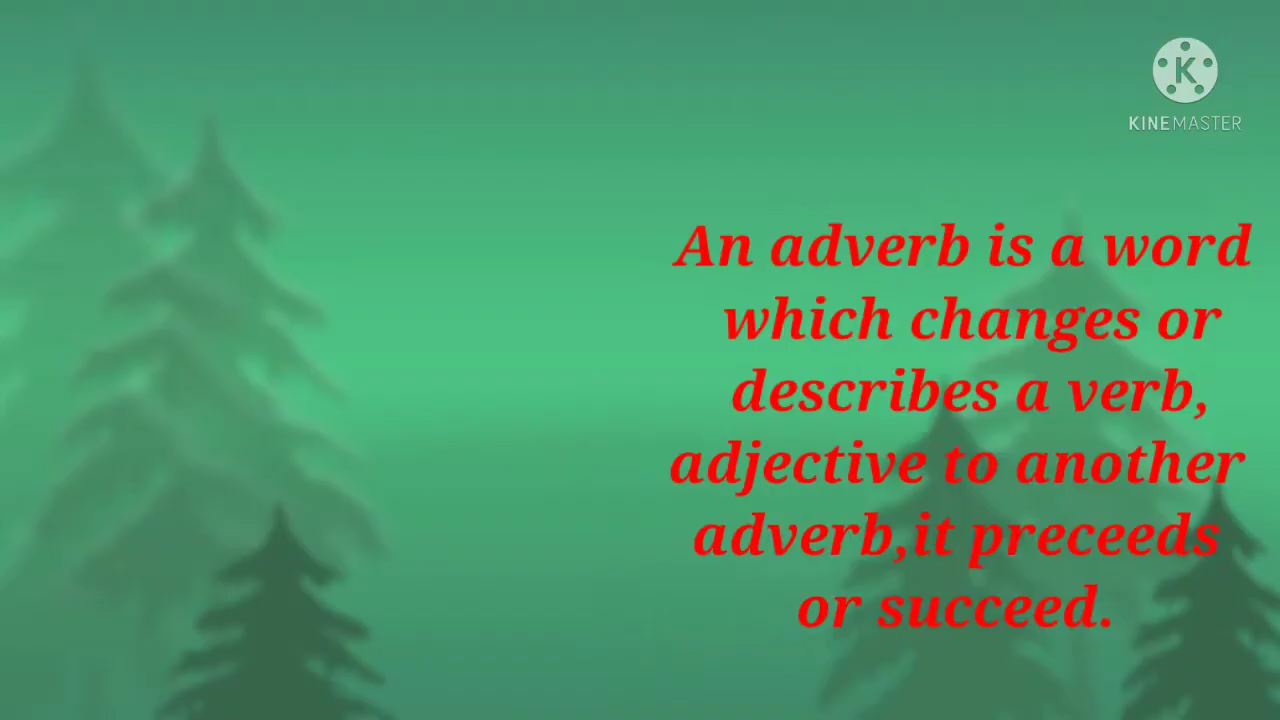 K
KINEMASTER
An adverb is a word
which changes or
describes a verb,
adjective to another
adverb,it preceeds
or succeed.